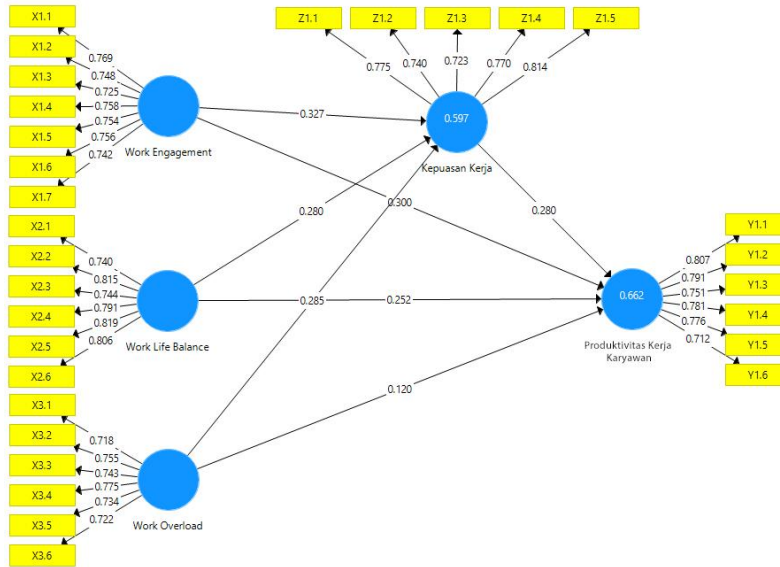 X1.1
X1.2
X1.3
X1.4
X1.5
X1.6
X1.7
0.769
0.748
0.725
0.758
0.754
0.756
0.742
Work Engagement
Z1.1
Z1.2
Z1.3
Z1.4
Z1.5
0.775
0.740
0.723
0.770
0.814
0.597
Kepuasan Kerja
0.327
0.280
0.300
0.280
X2.1
X2.2
X2.3
X2.4
X2.5
X2.6
0.740
0.815
0.744
0.791
0.819
0.806
Work Life Balance
0.285
0.252
0.120
0.662
Produktivitas Kerja
Karyawan
Y1.1
Y1.2
Y1.3
Y1.4
Y1.5
Y1.6
0.807
0.791
0.751
0.781
0.776
0.712
X3.1
X3.2
X3.3
X3.4
X3.5
X3.6
0.718
0.755
0.743
0.775
0.734
0.722
Work Overload